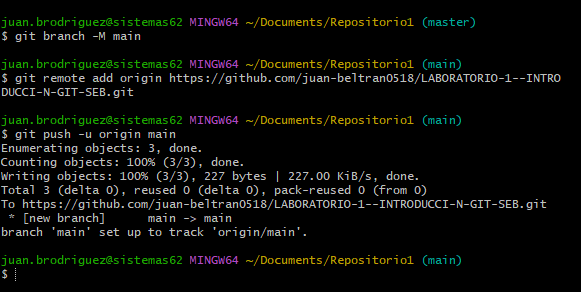 juan.brodriguez@sistemas62 MINGW64 ~/Documents/Repositorio1 (master)
$ git branch -M main
juan.brodriguez@sistemas62 MINGW64 ~/Documents/Repositorio1 (main)
$ git remote add origin https://github.com/juan-beltran0518/LABORATORIO-1--INTRO
DUCCI-N-GIT-SEB.git
juan.brodriguez@sistemas62 MINGW64 ~/Documents/Repositorio1 (main)
$ git push -u origin main
Enumerating objects: 3, done.
Counting objects: 100% (3/3), done.
Writing objects: 100% (3/3), 227 bytes | 227.00 KiB/s, done.
Total 3 (delta 0), reused 0 (delta 0), pack-reused 0 (from 0)
To https://github.com/juan-beltran0518/LABORATORIO-1--INTRODUCCI-N-GIT-SEB.git
 * [new branch]      main -> main
branch 'main' set up to track 'origin/main'.
juan.brodriguez@sistemas62 MINGW64 ~/Documents/Repositorio1 (main)
$